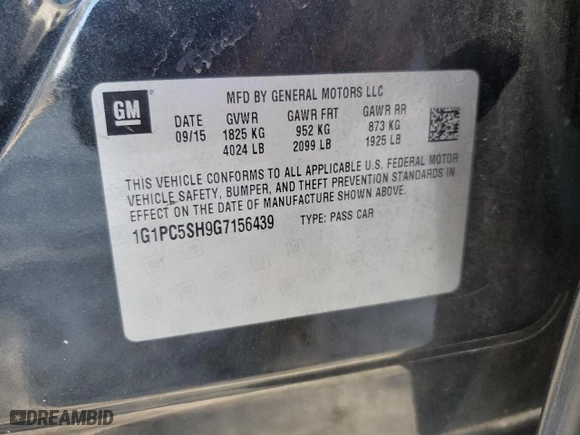 GM
MFD BY GENERAL MOTORS LLC
DATE GVWR GAWR FRT GAWR RR
09/15 1825 KG 952 KG 873 KG
4024 LB 2099 LB 1925 LB
THIS VEHICLE CONFORMS TO ALL APPLICABLE U.S. FEDERAL MOTOR
VEHICLE SAFETY, BUMPER, AND THEFT PREVENTION STANDARDS IN
EFFECT ON THE DATE OF MANUFACTURE SHOWN ABOVE.
1G1PC5SH9G7156439 TYPE: PASS CAR
DREAMBID